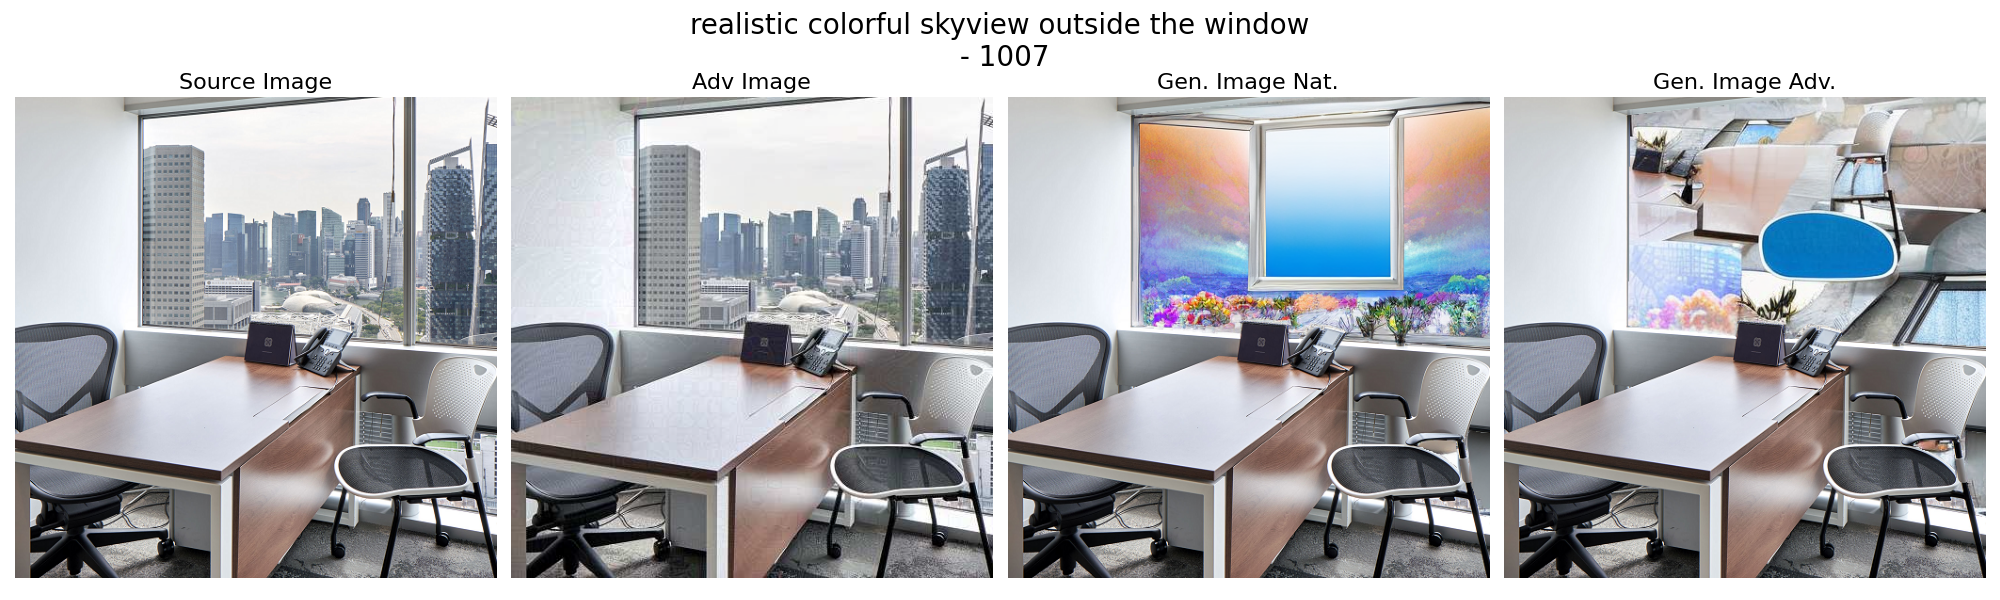 realistic colorful skyview outside the window
- 1007
Source Image
Adv Image
Gen. Image Nat.
Gen. Image Adv.